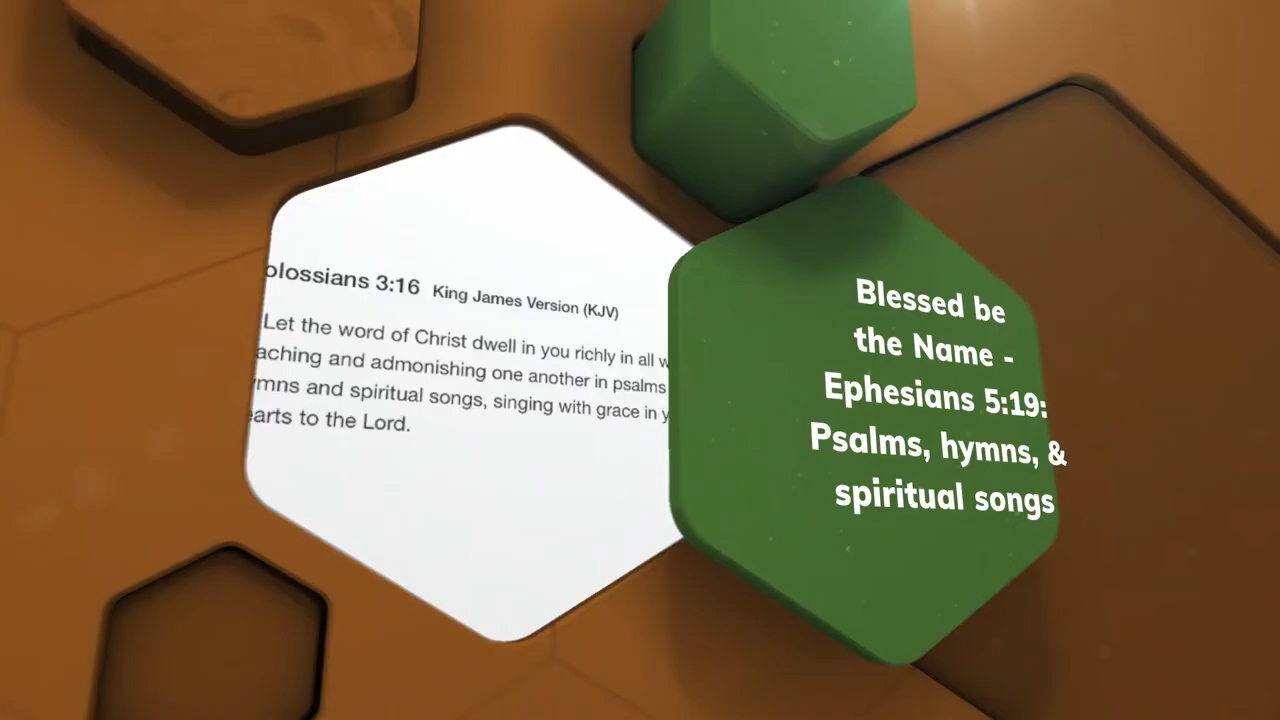 olossians 3:16 King James Version (KJV)
Let the word of Christ dwell in you richly in all w
aching and admonishing one another in psalms
mns and spiritual songs, singing with grace in y
earts to the Lord.
Blessed be
the Name -
Ephesians 5:19:
Psalms, hymns, &
spiritual songs